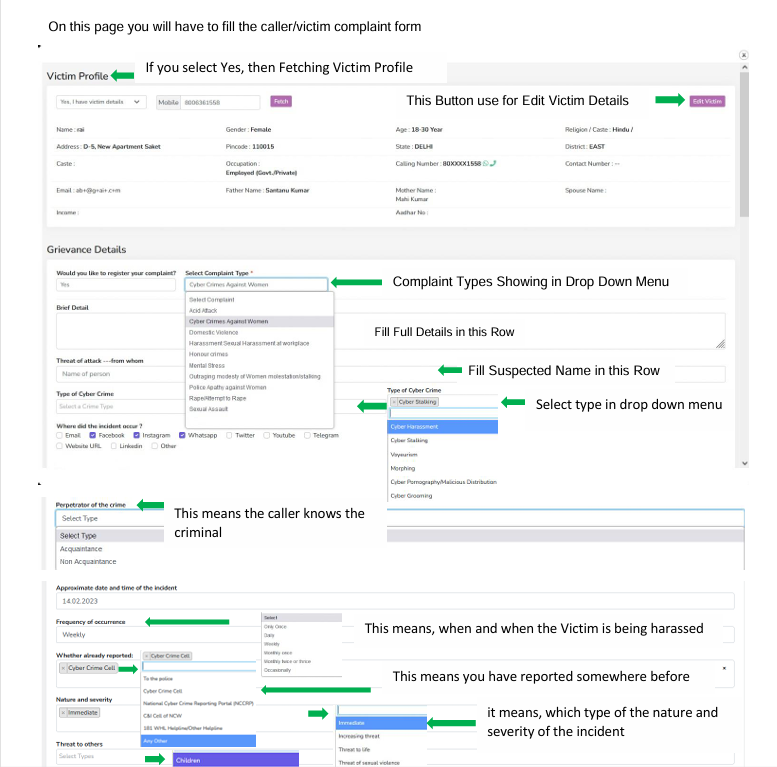 On this page you will have to fill the caller/victim complaint form
Victim Profile
If you select Yes, then Fetching Victim Profile
Yes, I have victim details
Mobile 8006361558
Fetch
This Button use for Edit Victim Details
Edit Victim
Name : rai
Gender : Female
Age : 18-30 Year
Religion / Caste : Hindu /
Address : D-5, New Apartment Saket
Pincode : 110015
State : DELHI
District : EAST
Caste :
Occupation :
Employed (Govt./Private)
Calling Number : 80XXXX1558
Contact Number : --
Father Name : Santanu Kumar
Mother Name :
Mahi Kumar
Spouse Name :
Income :
Aadhar No :
Grievance Details
Would you like to register your complaint?
Yes
Select Complaint Type *
Cyber Crimes Against Women
Complaint Types Showing in Drop Down Menu
Select Complaint
Acid Attack
Cyber Crimes Against Women
Domestic Violence
Harassment/Sexual Harassment at workplace
Honour crimes
Mental Stress
Outraging modesty of Women molestation/stalking
Police Apathy against Women
Rape/Attempt to Rape
Sexual Assault
Brief Detail
Fill Full Details in this Row
Threat of attack ---from whom
Name of person
Fill Suspected Name in this Row
Type of Cyber Crime
Select a Crime Type
Type of Cyber Crime
× Cyber Stalking
Select type in drop down menu
Cyber Harassment
Cyber Stalking
Voyeurism
Morphing
Cyber Pornography/Malicious Distribution
Cyber Grooming
Where did the incident occur ?
Email Facebook Instagram Whatsapp Twitter Youtube Telegram
Website URL Linkedin Other
Perpetrator of the crime
Select Type
This means the caller knows the
criminal
Select Type
Acquaintance
Non Acquaintance
Approximate date and time of the incident
14.02.2023
Frequency of occurrence
Weekly
Select
Only Once
Daily
Weekly
Monthly once
Monthly twice or thrice
Occasionally
This means, when and when the Victim is being harassed
Whether already reported:
× Cyber Crime Cell
× Cyber Crime Cell
To the police
Cyber Crime Cell
National Cyber Crime Reporting Portal (NCCRP)
C&I Cell of NCW
181 WHL Helpline/Other Helpline
Any Other
This means you have reported somewhere before
Nature and severity
× Immediate
Immediate
Increasing threat
Threat to life
Threat of sexual violence
it means, which type of the nature and
severity of the incident
Threat to others
Select Types
Children